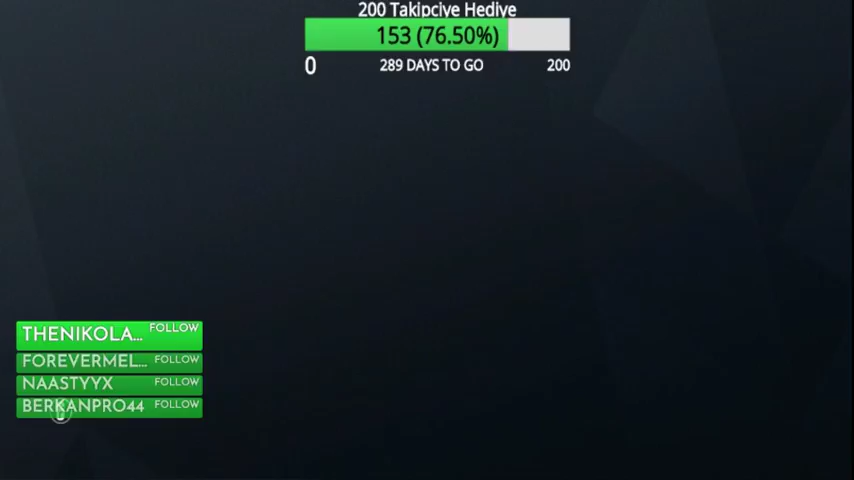 200 Takipciye Hediye
153 (76.50%)
0 289 DAYS TO GO 200
THENIKOLA... FOLLOW
FOREVERMEL... FOLLOW
NAASTYYX FOLLOW
BERKANPRO44 FOLLOW